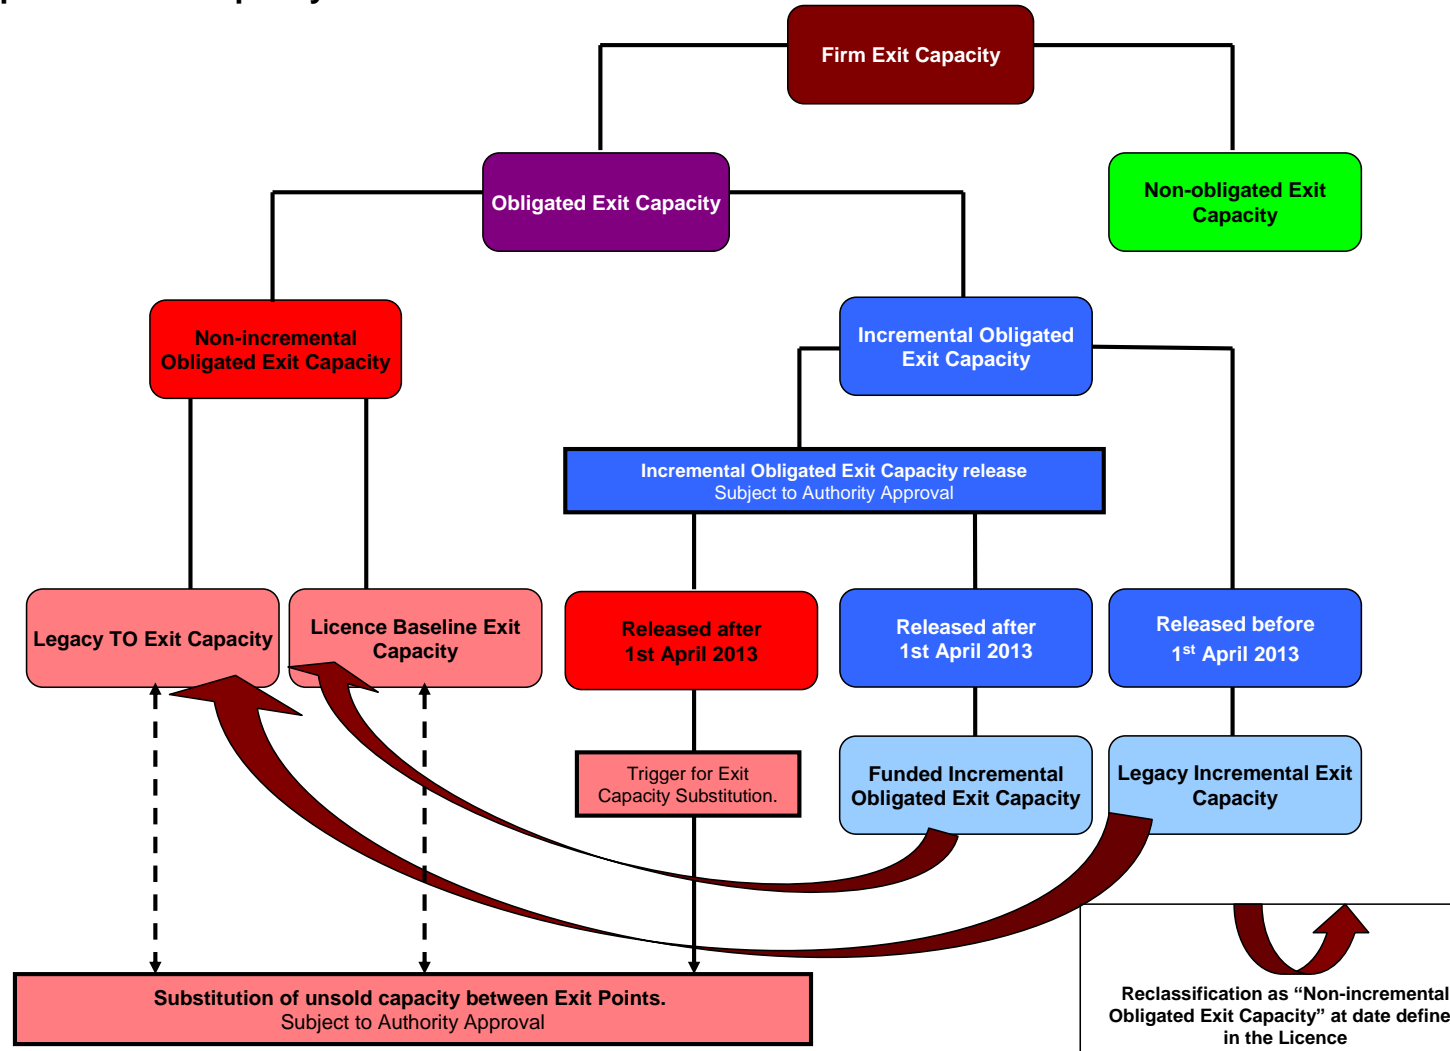 Firm Exit Capacity
Obligated Exit Capacity
Non-obligated Exit
Capacity
Non-incremental
Obligated Exit Capacity
Incremental Obligated
Exit Capacity
Incremental Obligated Exit Capacity release
Subject to Authority Approval
Legacy TO Exit Capacity
Licence Baseline Exit
Capacity
Released after
1st April 2013
Released after
1st April 2013
Released before
1st April 2013
Trigger for Exit
Capacity Substitution.
Funded Incremental
Obligated Exit Capacity
Legacy Incremental Exit
Capacity
Substitution of unsold capacity between Exit Points.
Subject to Authority Approval
Reclassification as “Non-incremental
Obligated Exit Capacity” at date define
in the Licence